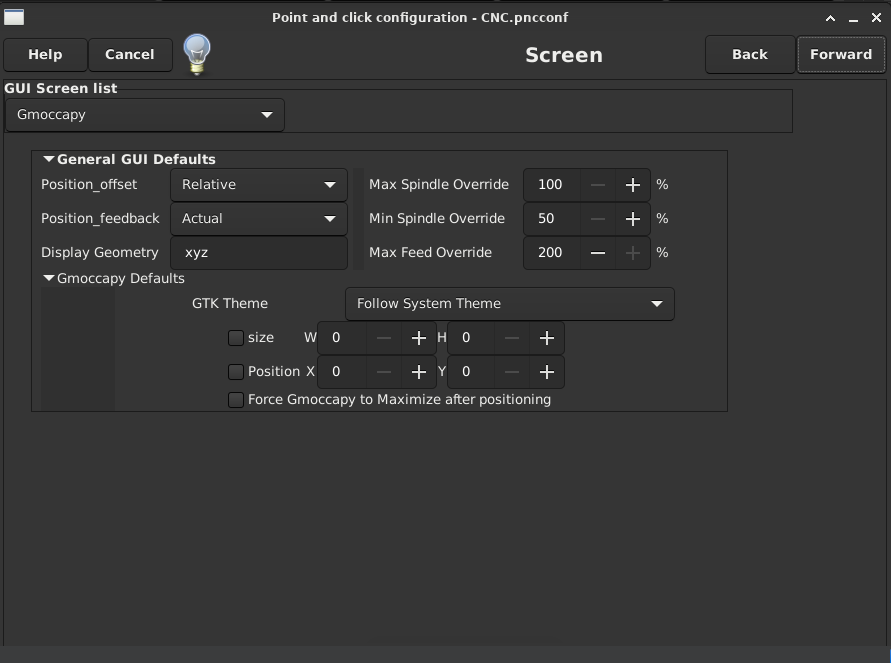 Point and click configuration - CNC.pncconf
Help Cancel Screen Back Forward
GUI Screen list
Gmoccapy
General GUI Defaults
Position_offset Relative Max Spindle Override 100 %
Position_feedback Actual Min Spindle Override 50
Display Geometry xyz Max Feed Override 200 %
Gmoccapy Defaults
GTK Theme Follow System Theme
size W 0 H 0
Position X 0 Y 0
Force Gmoccapy to Maximize after positioning